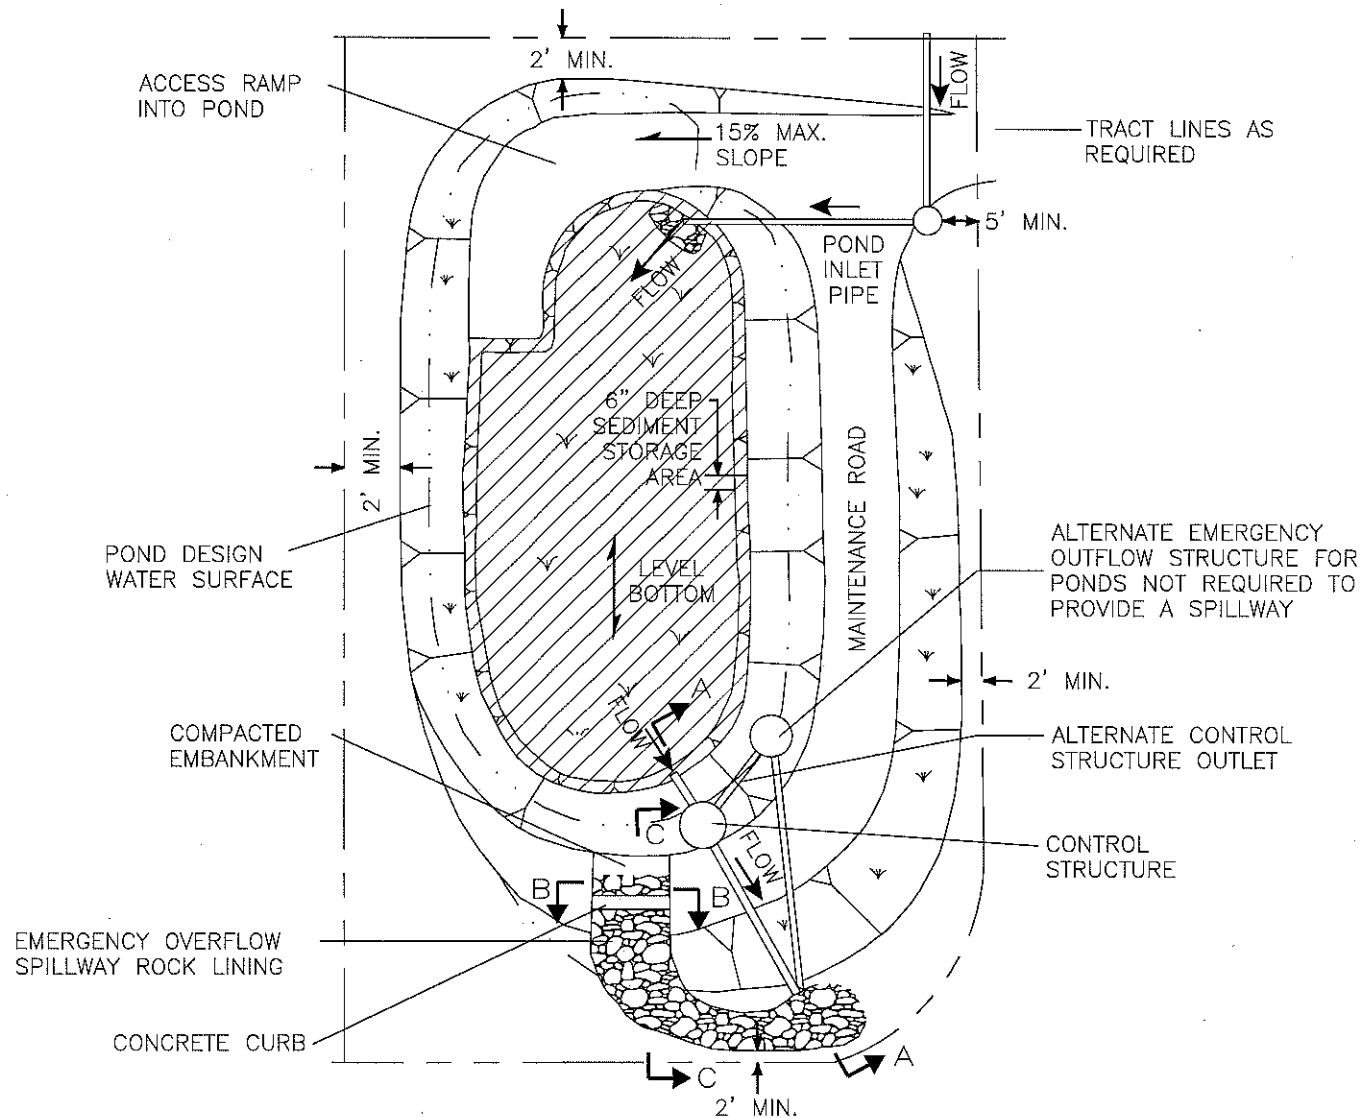 2' MIN.
ACCESS RAMP
INTO POND
FLOW
15% MAX.
SLOPE
TRACT LINES AS
REQUIRED
5' MIN.
POND
INLET
PIPE
FLOW
6" DEEP
SEDIMENT
STORAGE
AREA
2' MIN.
MAINTENANCE ROAD
POND DESIGN
WATER SURFACE
LEVEL
BOTTOM
ALTERNATE EMERGENCY
OUTFLOW STRUCTURE FOR
PONDS NOT REQUIRED TO
PROVIDE A SPILLWAY
2' MIN.
A
FLOW
COMPACTED
EMBANKMENT
ALTERNATE CONTROL
STRUCTURE OUTLET
C
FLOW
CONTROL
STRUCTURE
B
B
EMERGENCY OVERFLOW
SPILLWAY ROCK LINING
CONCRETE CURB
A
C
2' MIN.